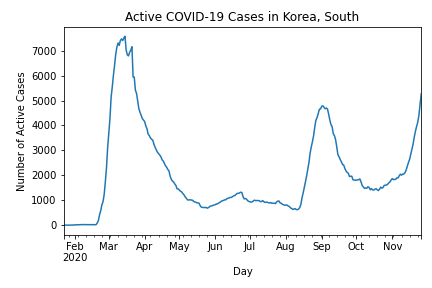 Active COVID-19 Cases in Korea, South
Number of Active Cases
7000
6000
5000
4000
3000
2000
1000
0
Feb Mar Apr May Jun Jul Aug Sep Oct Nov
2020
Day